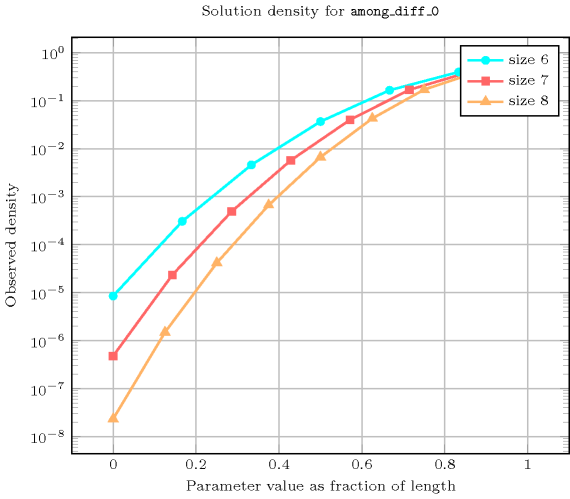 Solution density for among_diff_0
size 6
size 7
size 8
10⁰
10⁻¹
10⁻²
10⁻³
10⁻⁴
10⁻⁵
10⁻⁶
10⁻⁷
10⁻⁸
Observed density
0 0.2 0.4 0.6 0.8 1
Parameter value as fraction of length